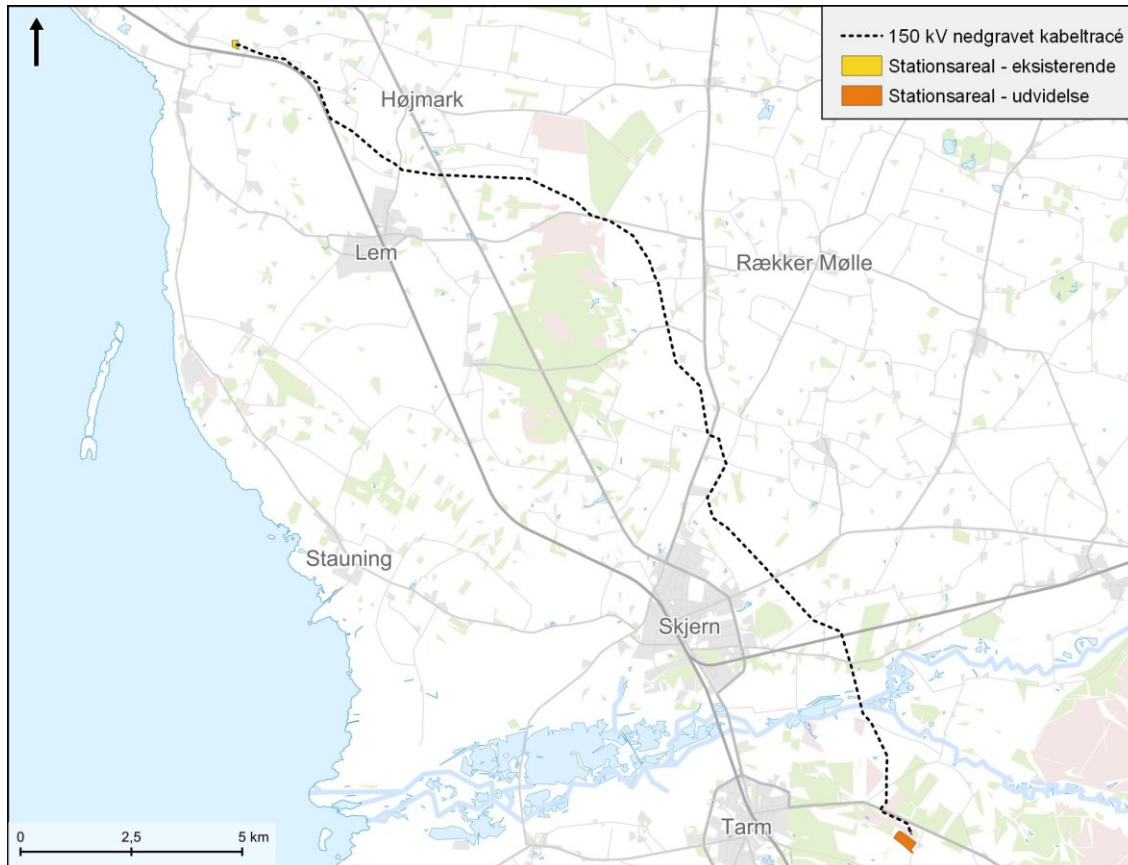 150 kV nedgravet kabeltracé
Stationsareal - eksisterende
Stationsareal - udvidelse
Højmark
Lem
Rækker Mølle
Stauning
Skjern
Tarm
0 2,5 5 km